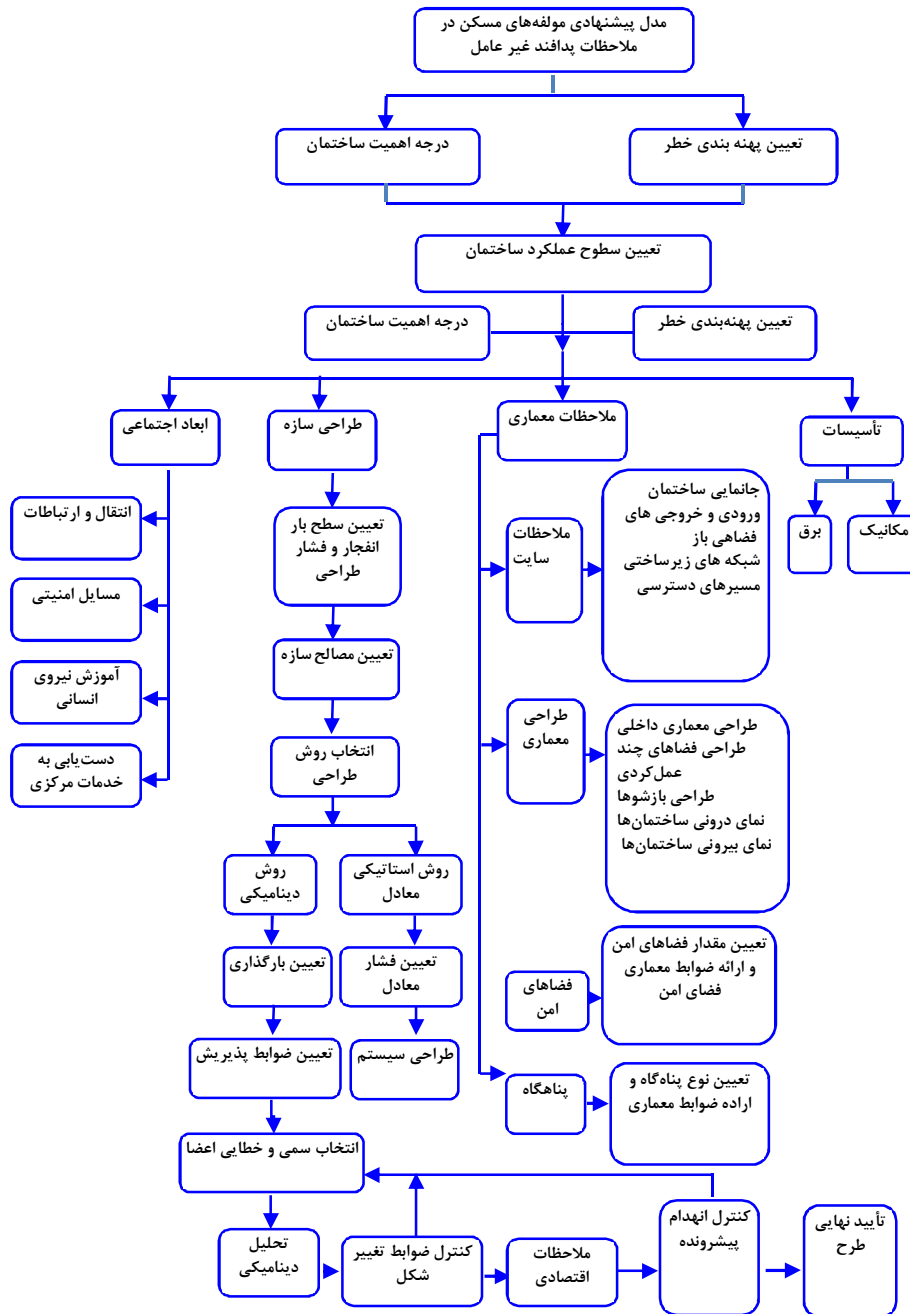 مدل پیشنهادی مولفه‌های مسکن در
ملاحظات پدافند غیر عامل
تعیین پهنه بندی خطر
درجه اهمیت ساختمان
تعیین سطوح عملکرد ساختمان
تعیین پهنه‌بندی خطر
درجه اهمیت ساختمان
تأسیسات
ملاحظات معماری
طراحی سازه
ابعاد اجتماعی
مکانیک
برق
ملاحظات
سایت
جانمایی ساختمان
ورودی و خروجی های
فضاهی باز
شبکه های زیرساختی
مسیرهای دسترسی
طراحی
معماری
طراحی معماری داخلی
طراحی فضاهای چند
عمل‌کردی
طراحی بازشوها
نمای درونی ساختمان‌ها
نمای بیرونی ساختمان‌ها
فضاهای
امن
تعیین مقدار فضاهای امن
و ارائه ضوابط معماری
فضای امن
پناهگاه
تعیین نوع پناه‌گاه و
اراده ضوابط معماری
تعیین سطح بار
انفجار و فشار
طراحی
تعیین مصالح سازه
انتخاب روش
طراحی
روش استاتیکی
معادل
تعیین فشار
معادل
طراحی سیستم
روش
دینامیکی
تعیین بارگذاری
تعیین ضوابط پذیریش
انتخاب سمی و خطایی اعضا
تحلیل
دینامیکی
کنترل ضوابط تغییر
شکل
ملاحظات
اقتصادی
کنترل انهدام
پیشرونده
تأیید نهایی
طرح
انتقال و ارتباطات
مسایل امنیتی
آموزش نیروی
انسانی
دست‌یابی به
خدمات مرکزی